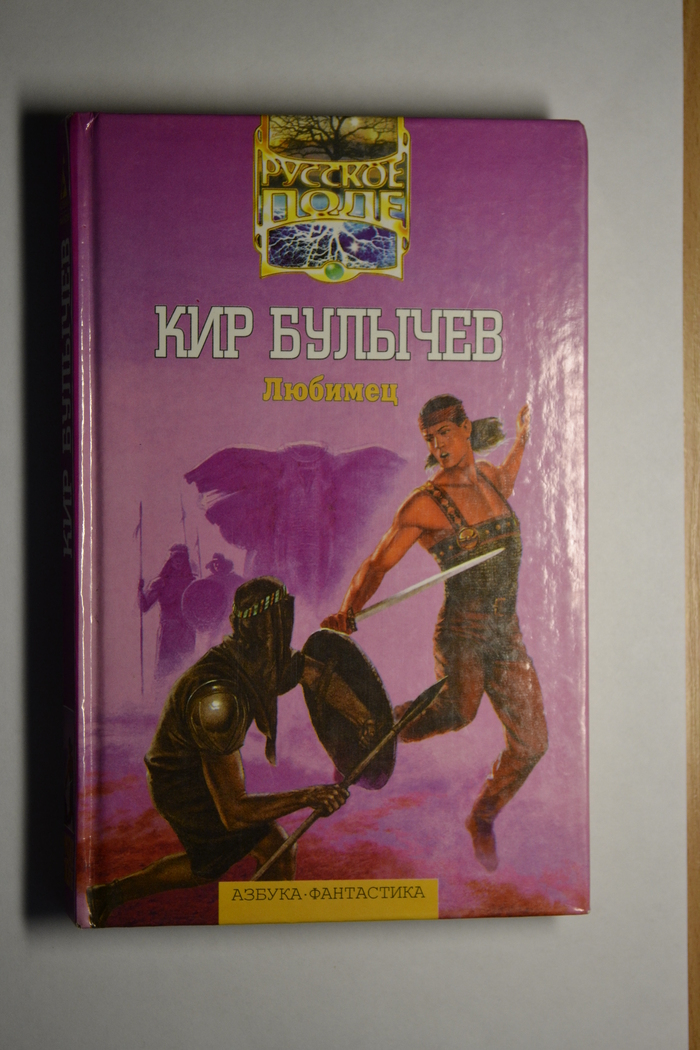 РУССКОЕ
ПОЛЕ
КИР БУЛЫЧЕВ
Любимец
АЗБУКА·ФАНТАСТИКА
КИР БУЛЫЧЕВ